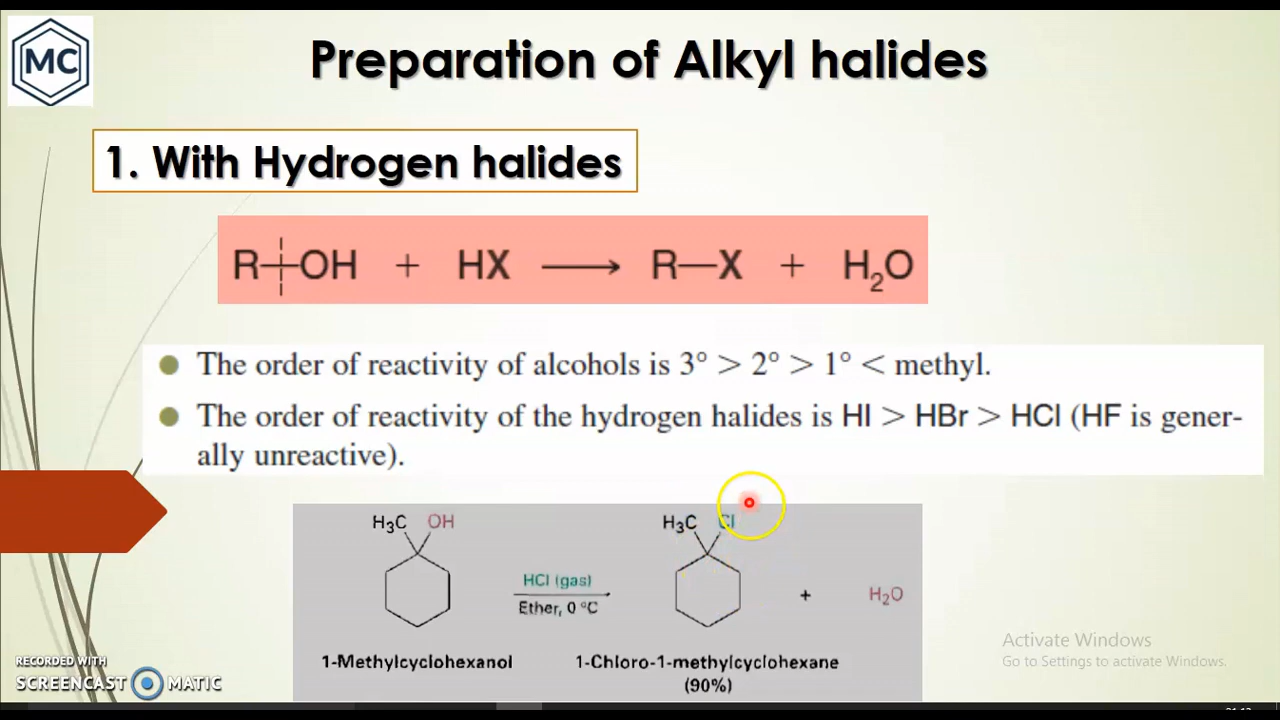 MC
Preparation of Alkyl halides
1. With Hydrogen halides
R—OH + HX ⟶ R—X + H₂O
The order of reactivity of alcohols is 3° > 2° > 1° < methyl.
The order of reactivity of the hydrogen halides is HI > HBr > HCl (HF is gener-
ally unreactive).
H₃C OH
H₃C Cl
HCl (gas)
Ether, 0 °C
+ H₂O
1-Methylcyclohexanol
1-Chloro-1-methylcyclohexane
(90%)
Activate Windows
Go to Settings to activate Windows.
RECORDED WITH
SCREENCAST MATIC